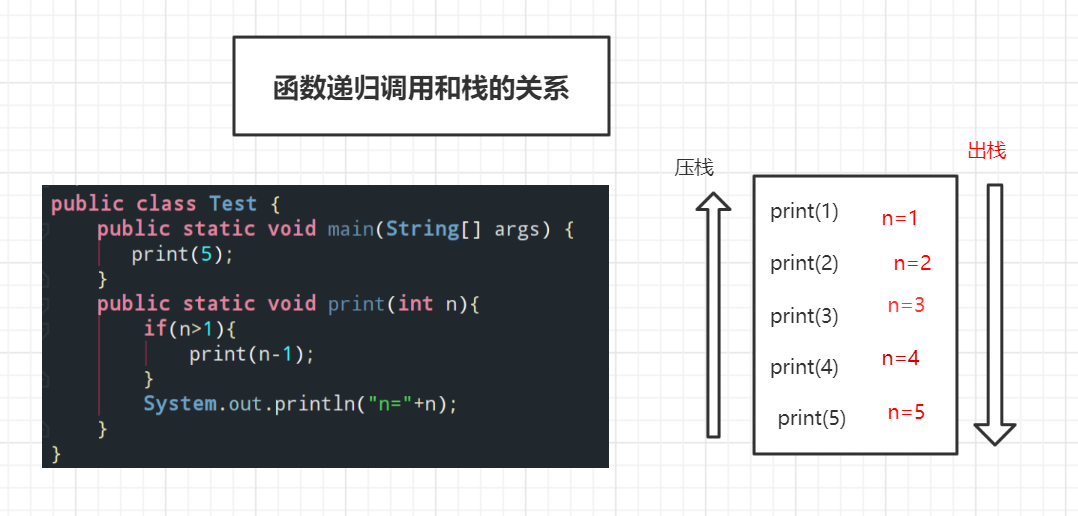 函数递归调用和栈的关系
public class Test {
public static void main(String[] args) {
print(5);
}
public static void print(int n){
if(n>1){
print(n-1);
}
System.out.println("n="+n);
}
}
压栈
出栈
print(1) n=1
print(2) n=2
print(3) n=3
print(4) n=4
print(5) n=5